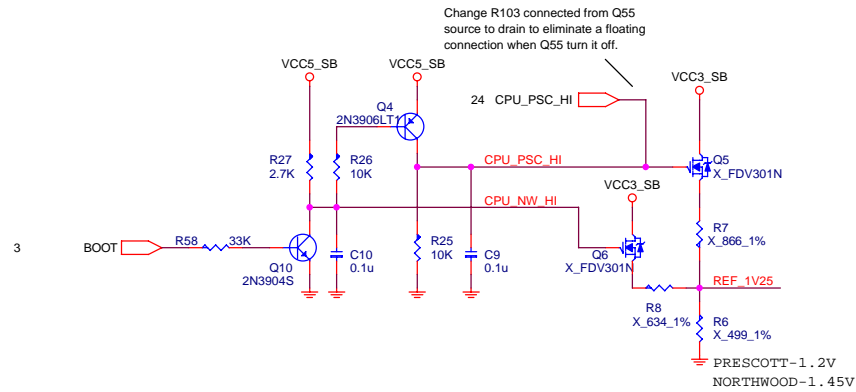 Change R103 connected from Q55
source to drain to eliminate a floating
connection when Q55 turn it off.
VCC5_SB
VCC5_SB
VCC3_SB
24 CPU_PSC_HI
Q4
2N3906LT1
R27
2.7K
R26
10K
CPU_PSC_HI
Q5
X_FDV301N
VCC3_SB
CPU_NW_HI
R7
X_866_1%
3
BOOT
R58
33K
Q10
2N3904S
C10
0.1u
R25
10K
C9
0.1u
Q6
X_FDV301N
REF_1V25
R8
X_634_1%
R6
X_499_1%
PRESCOTT-1.2V
NORTHWOOD-1.45V